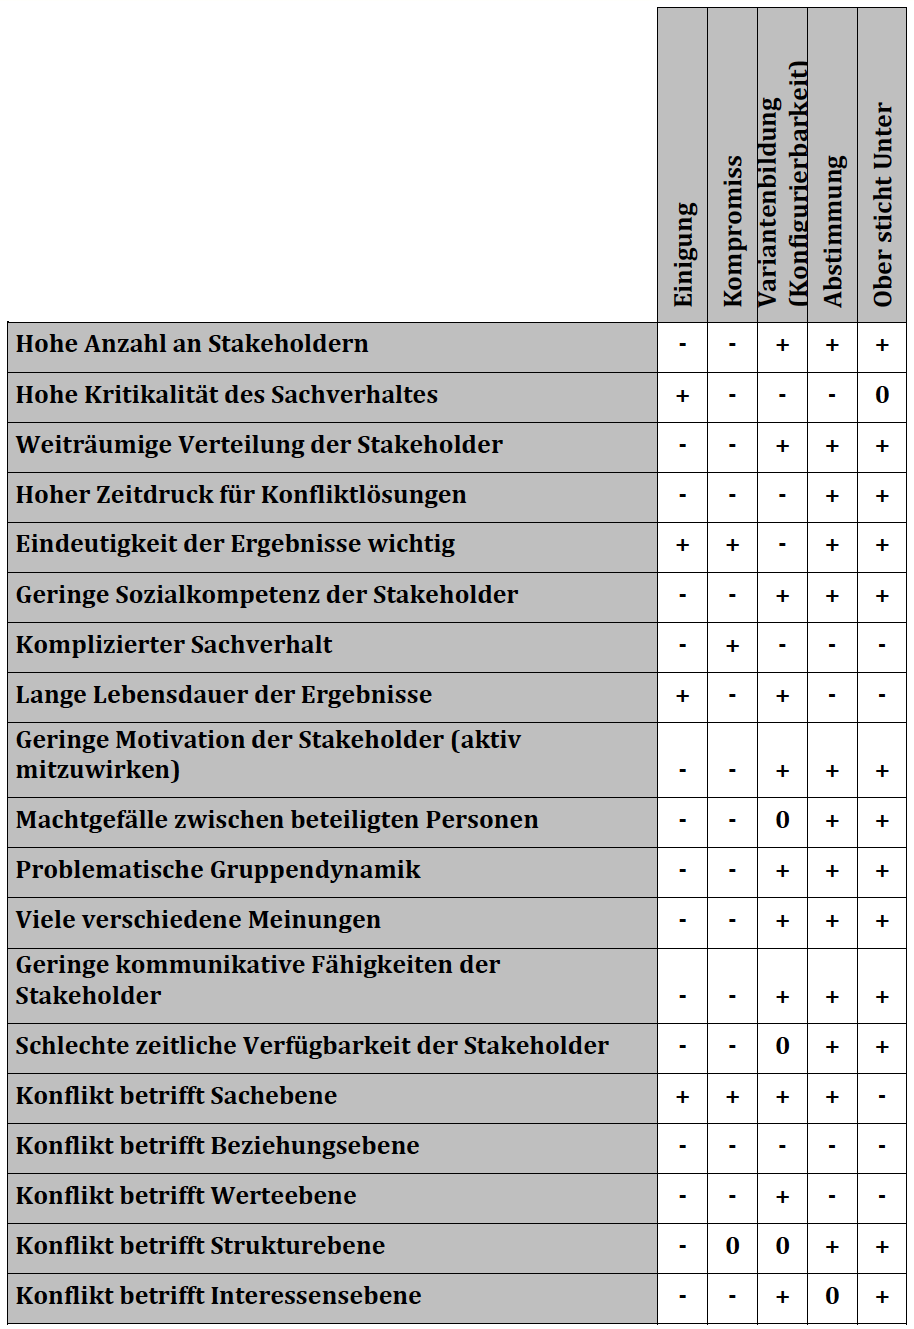 Einigung
Kompromiss
Variantenbildung
(Konfigurierbarkeit)
Abstimmung
Ober sticht Unter
Hohe Anzahl an Stakeholdern - - + + +
Hohe Kritikalität des Sachverhaltes + - - - 0
Weiträumige Verteilung der Stakeholder - - + + +
Hoher Zeitdruck für Konfliktlösungen - - - + +
Eindeutigkeit der Ergebnisse wichtig + + - + +
Geringe Sozialkompetenz der Stakeholder - - + + +
Komplizierter Sachverhalt - + - - -
Lange Lebensdauer der Ergebnisse + - + - -
Geringe Motivation der Stakeholder (aktiv
mitzuwirken) - - + + +
Machtgefälle zwischen beteiligten Personen - - 0 + +
Problematische Gruppendynamik - - + + +
Viele verschiedene Meinungen - - + + +
Geringe kommunikative Fähigkeiten der
Stakeholder - - + + +
Schlechte zeitliche Verfügbarkeit der Stakeholder - - 0 + +
Konflikt betrifft Sachebene + + + + -
Konflikt betrifft Beziehungsebene - - - - -
Konflikt betrifft Werteebene - - + - -
Konflikt betrifft Strukturebene - 0 0 + +
Konflikt betrifft Interessensebene - - + 0 +